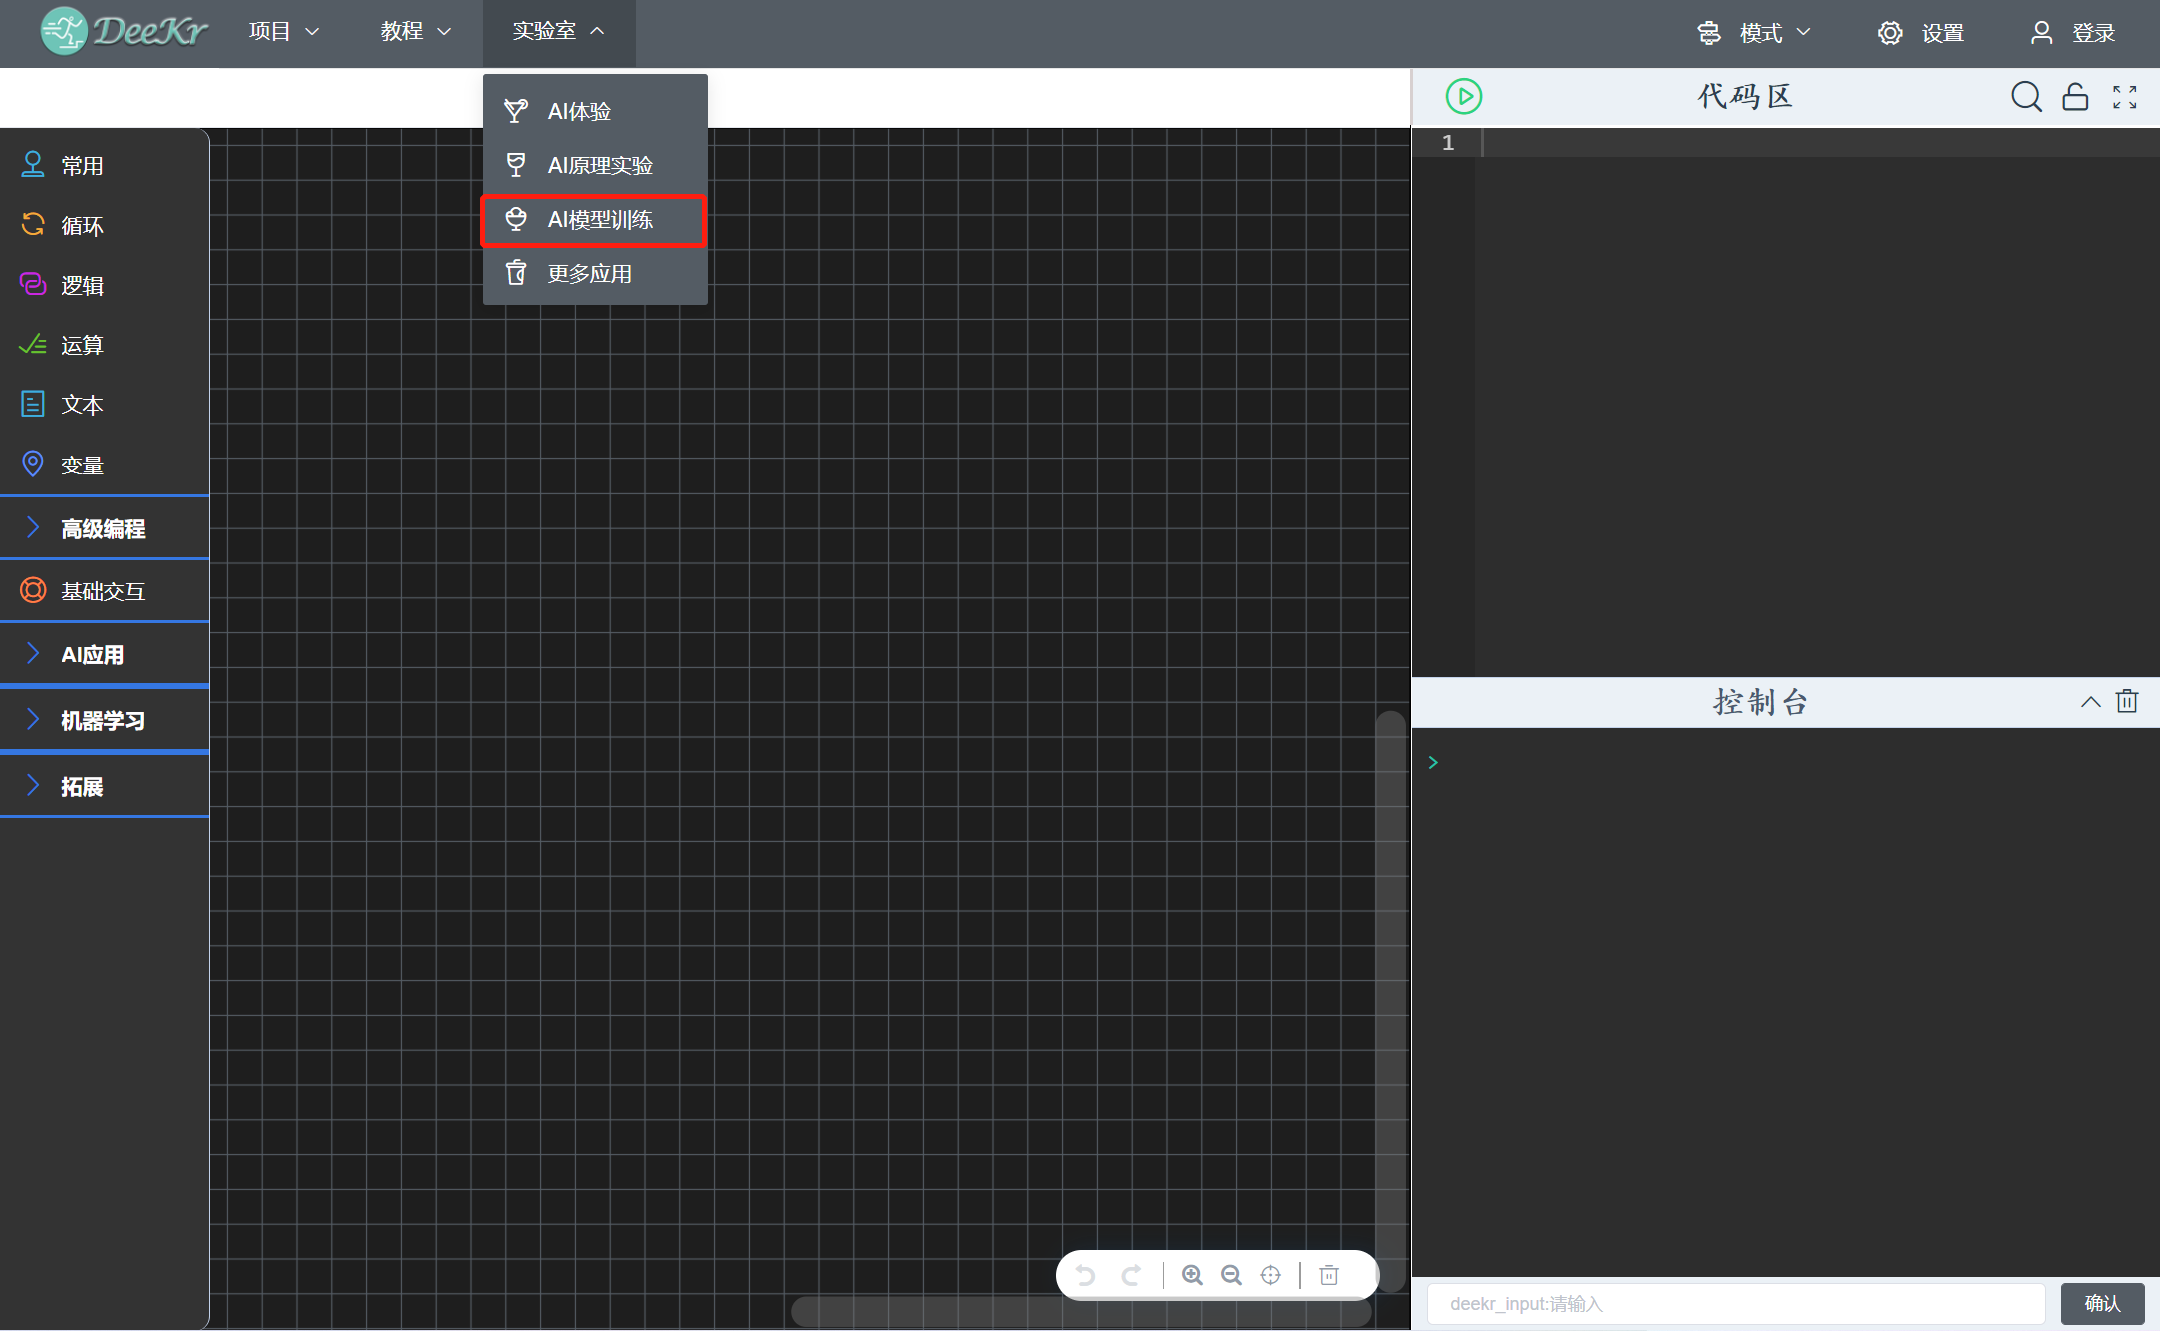 DeeKr 项目 教程 实验室 模式 设置 登录
AI体验
AI原理实验
AI模型训练
更多应用
常用
循环
逻辑
运算
文本
变量
高级编程
基础交互
AI应用
机器学习
拓展
代码区
1
控制台
>
deekr_input:请输入 确认